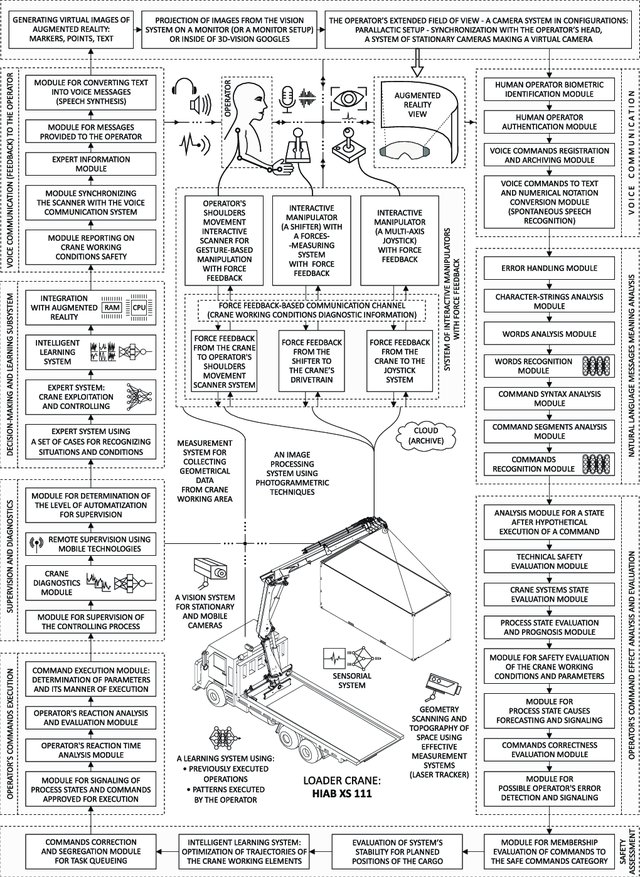 GENERATING VIRTUAL IMAGES OF
AUGMENTED REALITY:
MARKERS, POINTS, TEXT
PROJECTION OF IMAGES FROM THE VISION
SYSTEM ON A MONITOR (OR A MONITOR SETUP)
OR INSIDE OF 3D-VISION GOOGLES
THE OPERATOR'S EXTENDED FIELD OF VIEW - A CAMERA SYSTEM IN CONFIGURATIONS:
PARALLACTIC SETUP - SYNCHRONIZATION WITH THE OPERATOR'S HEAD,
A SYSTEM OF STATIONARY CAMERAS MAKING A VIRTUAL CAMERA
VOICE COMMUNICATION (FEEDBACK) TO THE OPERATOR
MODULE FOR CONVERTING TEXT
INTO VOICE MESSAGES
(SPEECH SYNTHESIS)
MODULE FOR MESSAGES
PROVIDED TO THE OPERATOR
EXPERT INFORMATION
MODULE
MODULE SYNCHRONIZING
THE SCANNER WITH THE VOICE
COMMUNICATION SYSTEM
MODULE REPORTING ON
CRANE WORKING
CONDITIONS SAFETY
DECISION-MAKING AND LEARNING SUBSYSTEM
INTEGRATION
WITH AUGMENTED
REALITY
RAM
CPU
INTELLIGENT
LEARNING
SYSTEM
EXPERT SYSTEM:
CRANE EXPLOITATION
AND CONTROLLING
EXPERT SYSTEM USING
A SET OF CASES FOR RECOGNIZING
SITUATIONS AND CONDITIONS
SUPERVISION AND DIAGNOSTICS
MODULE FOR DETERMINATION OF
THE LEVEL OF AUTOMATIZATION
FOR SUPERVISION
REMOTE SUPERVISION USING
MOBILE TECHNOLOGIES
CRANE
DIAGNOSTICS
MODULE
MODULE FOR SUPERVISION OF
THE CONTROLLING PROCESS
OPERATOR'S COMMANDS EXECUTION
COMMAND EXECUTION MODULE:
DETERMINATION OF PARAMETERS
AND ITS MANNER OF EXECUTION
OPERATOR'S REACTION ANALYSIS
AND EVALUATION MODULE
OPERATOR'S REACTION TIME
ANALYSIS MODULE
MODULE FOR SIGNALING OF
PROCESS STATES AND COMMANDS
APPROVED FOR EXECUTION
OPERATOR
AUGMENTED
REALITY
VIEW
OPERATOR'S
SHOULDERS
MOVEMENT
INTERACTIVE
SCANNER FOR
GESTURE-BASED
MANIPULATION
WITH FORCE
FEEDBACK
INTERACTIVE
MANIPULATOR
(A SHIFTER) WITH
A FORCES-
MEASURING
SYSTEM
WITH FORCE
FEEDBACK
INTERACTIVE
MANIPULATOR
(A MULTI-AXIS
JOYSTICK) WITH
FORCE FEEDBACK
FORCE FEEDBACK-BASED COMMUNICATION CHANNEL
(CRANE WORKING CONDITIONS DIAGNOSTIC INFORMATION)
FORCE FEEDBACK
FROM THE CRANE
TO OPERATOR'S
SHOULDERS
MOVEMENT
SCANNER SYSTEM
FORCE FEEDBACK
FROM THE
SHIFTER TO
THE CRANE'S
DRIVETRAIN
FORCE FEEDBACK
FROM THE
CRANE TO THE
JOYSTICK
SYSTEM
SYSTEM OF INTERACTIVE MANIPULATORS
WITH FORCE FEEDBACK
MEASUREMENT
SYSTEM FOR
COLLECTING
GEOMETRICAL
DATA FROM
CRANE
WORKING AREA
AN IMAGE
PROCESSING
SYSTEM USING
PHOTOGRAMMETRIC
TECHNIQUES
CLOUD
(ARCHIVE)
A VISION SYSTEM
FOR STATIONARY
AND MOBILE
CAMERAS
SENSORIAL
SYSTEM
GEOMETRY
SCANNING AND
TOPOGRAPHY OF
SPACE USING
EFFECTIVE
MEASUREMENT
SYSTEMS
(LASER TRACKER)
A LEARNING SYSTEM USING:
• PREVIOUSLY EXECUTED
OPERATIONS
• PATTERNS EXECUTED
BY THE OPERATOR
LOADER CRANE:
HIAB XS 111
VOICE COMMUNICATION
HUMAN OPERATOR BIOMETRIC
IDENTIFICATION MODULE
HUMAN OPERATOR
AUTHENTICATION MODULE
VOICE COMMANDS REGISTRATION
AND ARCHIVING MODULE
VOICE COMMANDS TO TEXT
AND NUMERICAL NOTATION
CONVERSION MODULE
(SPONTANEOUS SPEECH
RECOGNITION)
NATURAL LANGUAGE MESSAGES MEANING ANALYSIS
ERROR HANDLING MODULE
CHARACTER-STRINGS ANALYSIS
MODULE
WORDS ANALYSIS MODULE
WORDS RECOGNITION
MODULE
COMMAND SYNTAX ANALYSIS
MODULE
COMMAND SEGMENTS ANALYSIS
MODULE
COMMANDS
RECOGNITION MODULE
OPERATOR'S COMMAND EFFECT ANALYSIS AND EVALUATION
ANALYSIS MODULE FOR A STATE
AFTER HYPOTHETICAL
EXECUTION OF A COMMAND
TECHNICAL SAFETY
EVALUATION MODULE
CRANE SYSTEMS STATE
EVALUATION MODULE
PROCESS STATE EVALUATION
AND PROGNOSIS MODULE
MODULE FOR SAFETY EVALUATION
OF THE CRANE WORKING
CONDITIONS AND PARAMETERS
MODULE FOR
PROCESS STATE CAUSES
FORECASTING AND SIGNALING
COMMANDS CORRECTNESS
EVALUATION MODULE
MODULE FOR
POSSIBLE OPERATOR'S ERROR
DETECTION AND SIGNALING
COMMANDS CORRECTION
AND SEGREGATION MODULE
FOR TASK QUEUEING
INTELLIGENT LEARNING SYSTEM:
OPTIMIZATION OF TRAJECTORIES OF
THE CRANE WORKING ELEMENTS
EVALUATION OF SYSTEM'S
STABILITY FOR PLANNED
POSITIONS OF THE CARGO
MODULE FOR MEMBERSHIP
EVALUATION OF COMMANDS TO
THE SAFE COMMANDS CATEGORY
SAFETY
ASSESSMENT